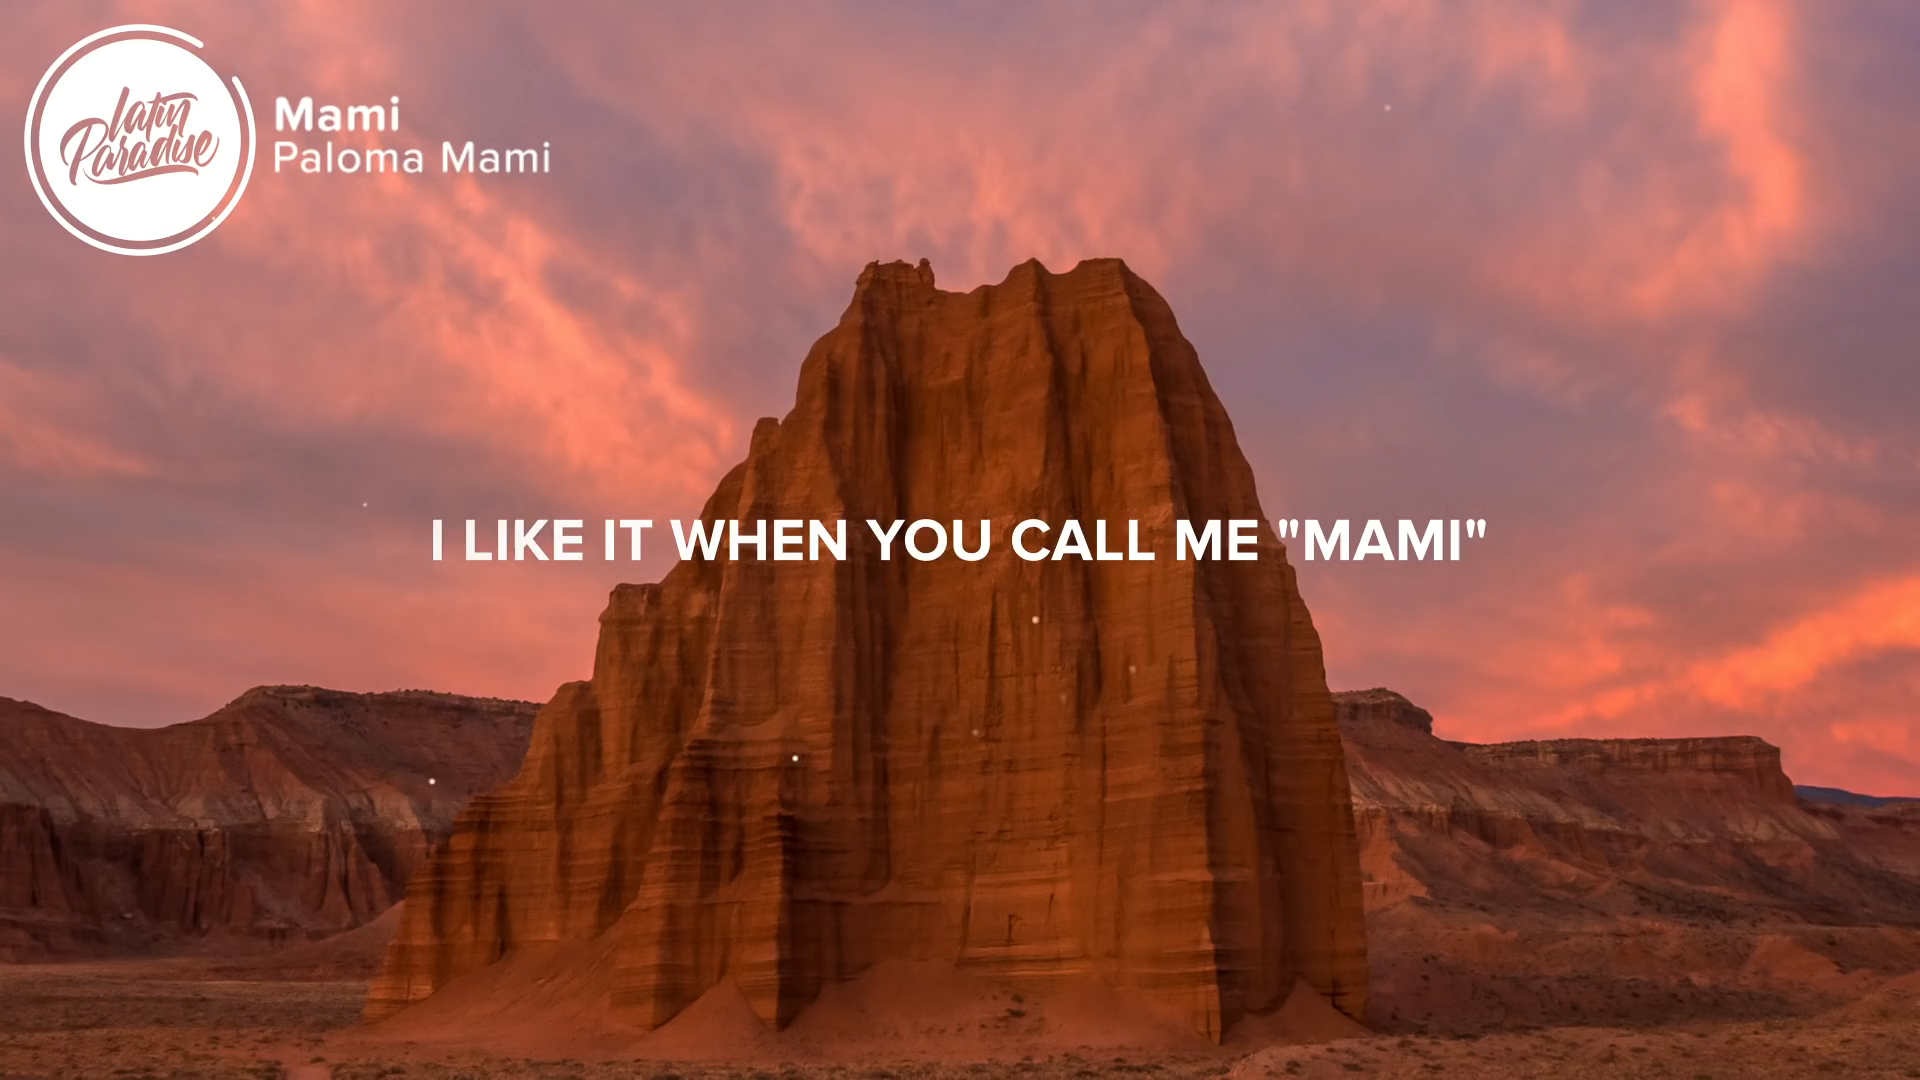 latin
Paradise
Mami
Paloma Mami
I LIKE IT WHEN YOU CALL ME "MAMI"